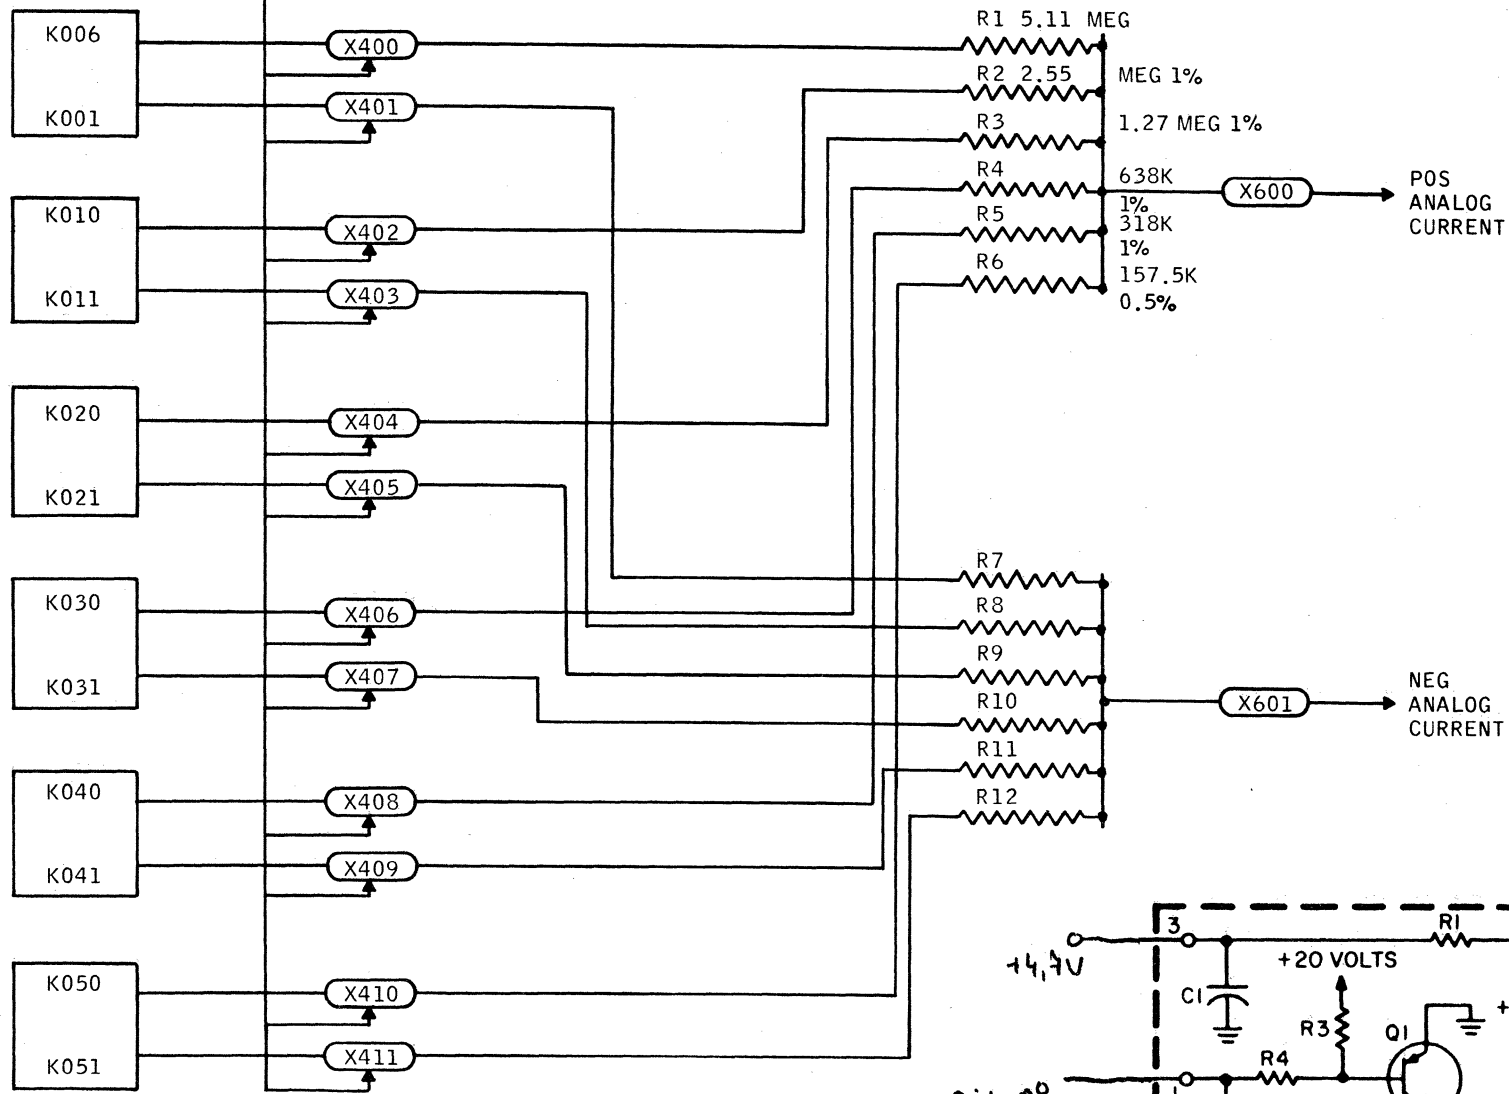 K006
K001
K010
K011
K020
K021
K030
K031
K040
K041
K050
K051
X400
X401
X402
X403
X404
X405
X406
X407
X408
X409
X410
X411
R1 5.11 MEG
R2 2.55 MEG 1%
R3 1.27 MEG 1%
R4 638K
1%
R5 318K
1%
R6 157.5K
0.5%
X600
POS
ANALOG
CURRENT
R7
R8
R9
R10
R11
R12
X601
NEG
ANALOG
CURRENT
3
R1
+4,7V
+20 VOLTS
C1
R3
Q1
+
R4